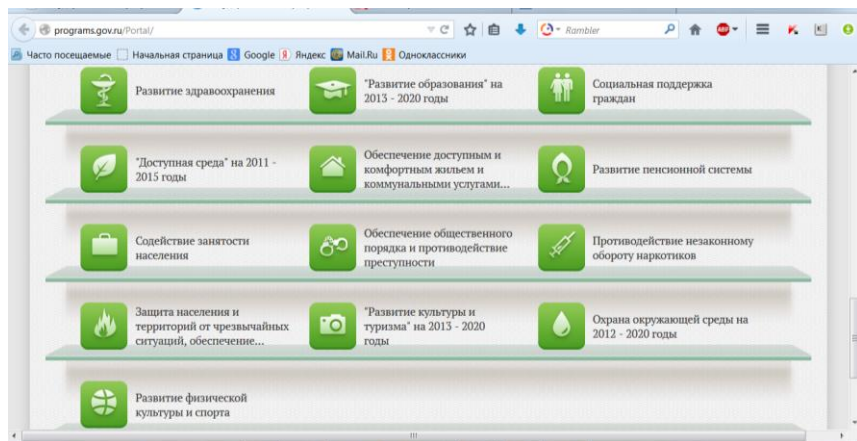 programs.gov.ru/Portal/
Rambler
Часто посещаемые Начальная страница Google Яндекс Mail.Ru Одноклассники
Развитие здравоохранения
"Развитие образования" на
2013 - 2020 годы
Социальная поддержка
граждан
"Доступная среда" на 2011 -
2015 годы
Обеспечение доступным и
комфортным жильем и
коммунальными услугами...
Развитие пенсионной системы
Содействие занятости
населения
Обеспечение общественного
порядка и противодействие
преступности
Противодействие незаконному
обороту наркотиков
Защита населения и
территорий от чрезвычайных
ситуаций, обеспечение...
"Развитие культуры и
туризма" на 2013 - 2020
годы
Охрана окружающей среды на
2012 - 2020 годы
Развитие физической
культуры и спорта